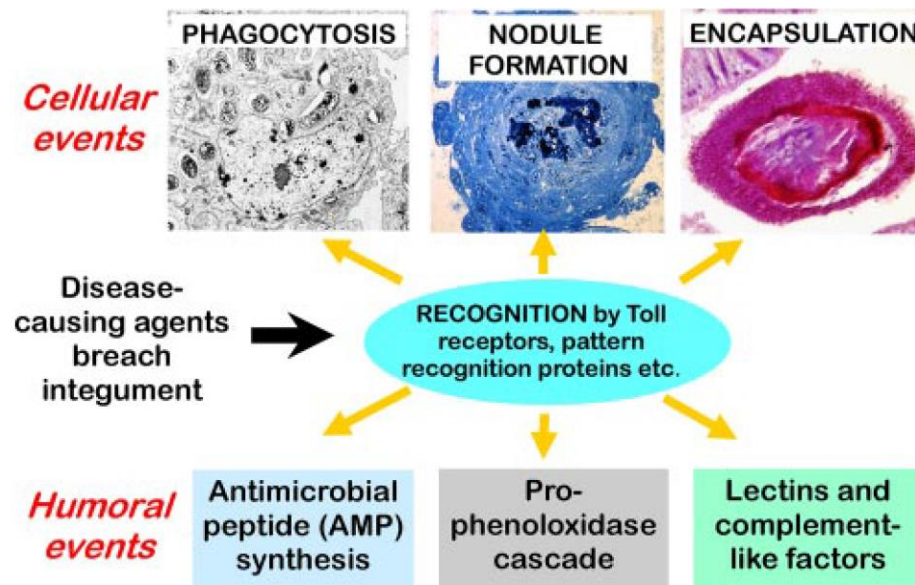 PHAGOCYTOSIS
NODULE
FORMATION
ENCAPSULATION
Cellular
events
Disease-
causing agents
breach
integument
RECOGNITION by Toll
receptors, pattern
recognition proteins etc.
Humoral
events
Antimicrobial
peptide (AMP)
synthesis
Pro-
phenoloxidase
cascade
Lectins and
complement-
like factors